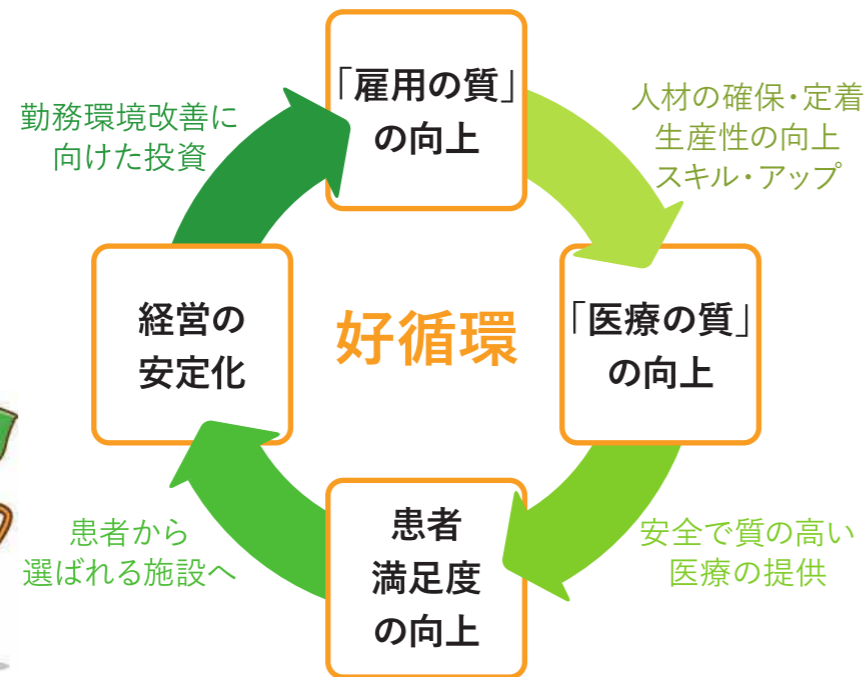 「雇用の質」
の向上
人材の確保・定着
生産性の向上
スキル・アップ
「医療の質」
の向上
安全で質の高い
医療の提供
患者
満足度
の向上
患者から
選ばれる施設へ
経営の
安定化
勤務環境改善に
向けた投資
好循環